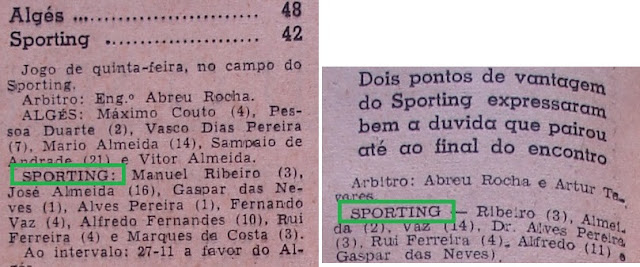 Algés ... .................. 48
Sporting .................. 42
Jogo de quinta-feira, no campo do
Sporting.
Arbitro: Eng.º Abreu Rocha.
ALGÉS: Máximo Couto (4), Pes-
soa Duarte (2), Vasco Dias Pereira
(7), Mario Almeida (14), Sampaio de
Andrade (21) e Vitor Almeida.
SPORTING: Manuel Ribeiro (3),
José Almeida (16), Gaspar das Ne-
ves (1), Alves Pereira (1), Fernando
Vaz (4), Alfredo Fernandes (10), Rui
Ferreira (4) e Marques da Costa (3).
Ao intervalo: 27-11 a favor do Al-
Dois pontos de vantagem
do Sporting expressaram
bem a duvida que pairou
até ao final do encontro
Arbitro: Abreu Rocha e Artur Ta-
vares.
SPORTING — Ribeiro (3), Almei-
da (2), Vaz (14), Dr. Alves Pereira
(3), Rui Ferreira (4), Alfredo (11) e
Gaspar das Neves)